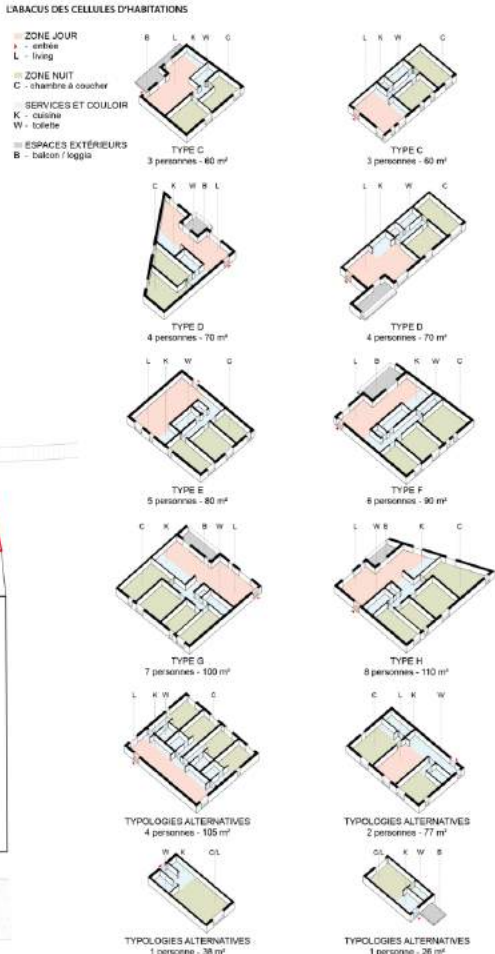 L'ABACUS DES CELLULES D'HABITATIONS
ZONE JOUR
- entrée
L - living
ZONE NUIT
C - chambre à coucher
SERVICES ET COULOIR
K - cuisine
W - toilette
ESPACES EXTÉRIEURS
B - balcon / loggia
B L K W C
TYPE C
3 personnes - 60 m²
L K W C
TYPE C
3 personnes - 60 m²
C K W B L
TYPE D
4 personnes - 70 m²
L K W C
TYPE D
4 personnes - 70 m²
L K W C
TYPE E
5 personnes - 80 m²
L B K W C
TYPE F
6 personnes - 90 m²
C K B W L
TYPE G
7 personnes - 100 m²
L W B K C
TYPE H
8 personnes - 110 m²
L K W C
TYPOLOGIES ALTERNATIVES
4 personnes - 105 m²
C L K W
TYPOLOGIES ALTERNATIVES
2 personnes - 77 m²
W K C/L
TYPOLOGIES ALTERNATIVES
1 personne - 38 m²
C/L K W B
TYPOLOGIES ALTERNATIVES
1 personne - 26 m²